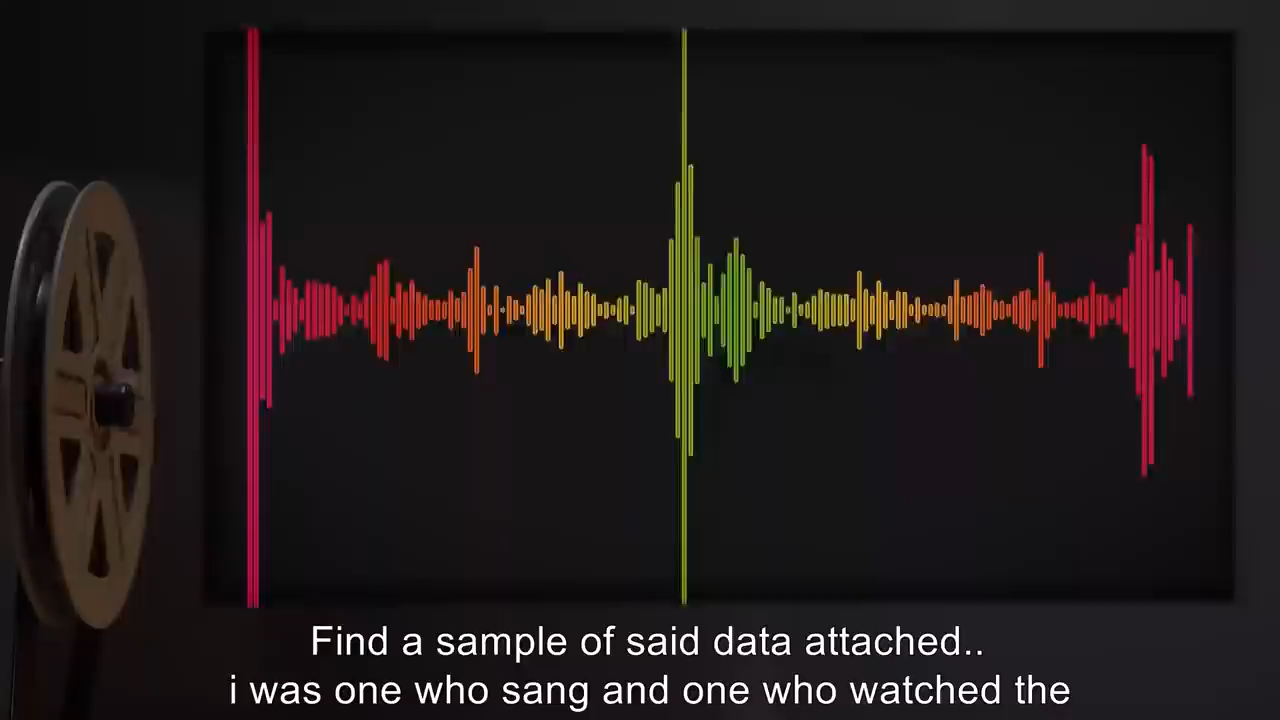 Find a sample of said data attached..
i was one who sang and one who watched the